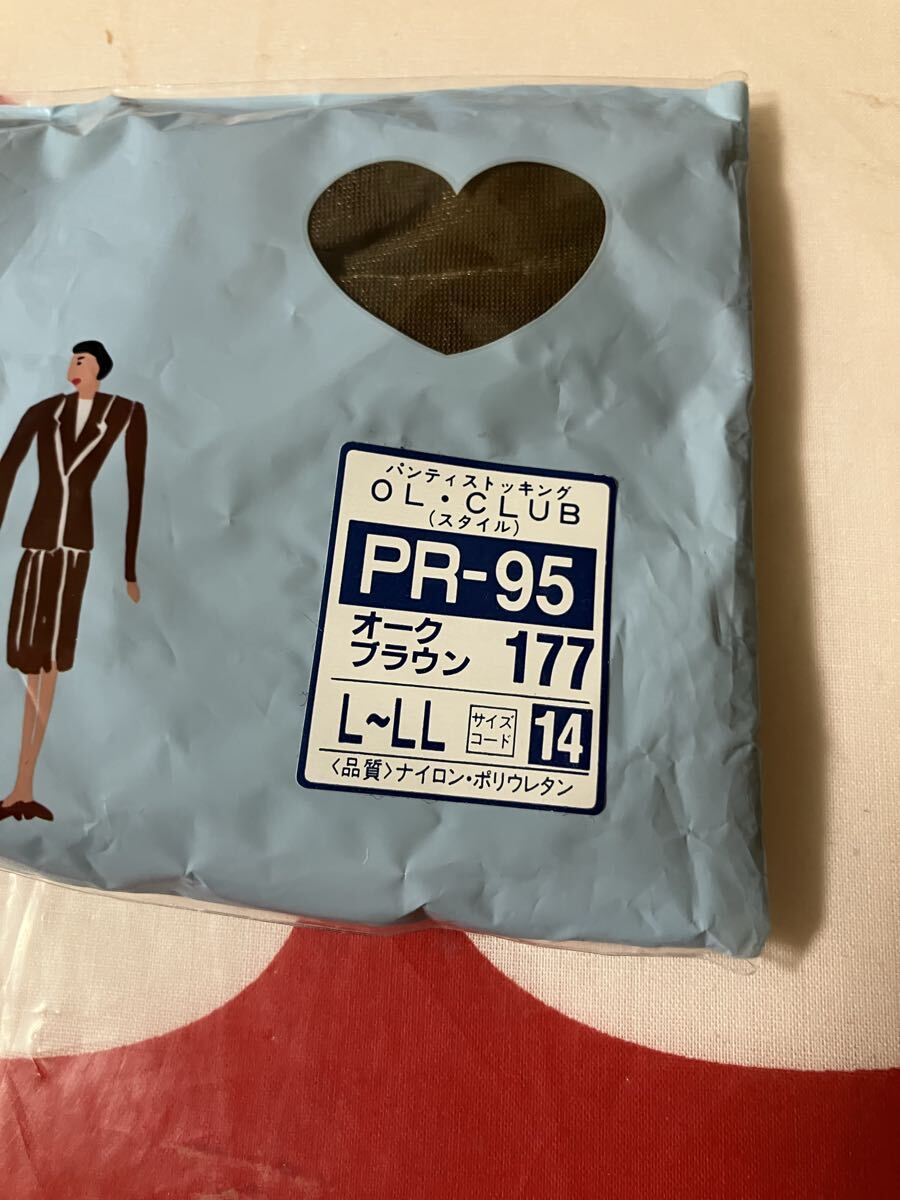 パンティストッキング
OL・CLUB
(スタイル)
PR-95
オーク
ブラウン 177
L~LL サイズ
コード 14
〈品質〉ナイロン・ポリウレタン